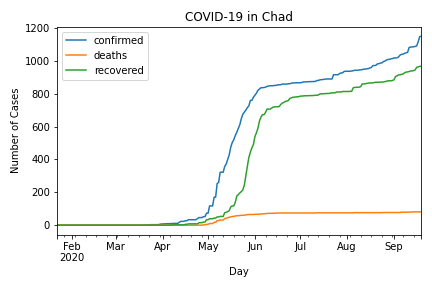 COVID-19 in Chad
1200
1000
800
600
400
200
0
Number of Cases
confirmed
deaths
recovered
Feb Mar Apr May Jun Jul Aug Sep
2020
Day